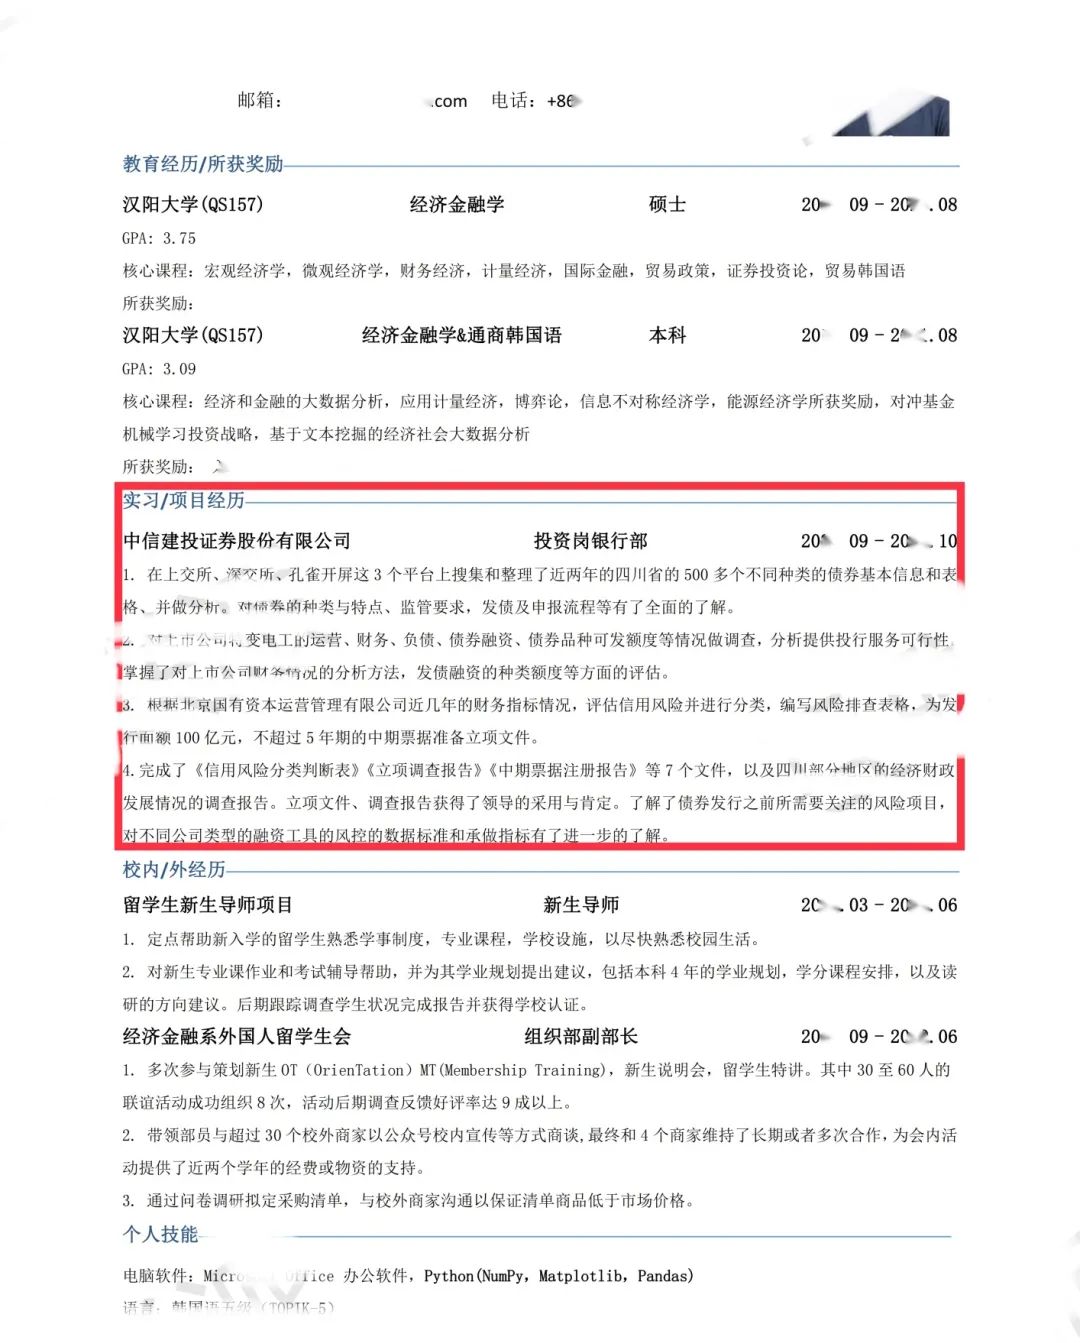 邮箱： .com 电话：+86
教育经历/所获奖励
汉阳大学(QS157) 经济金融学 硕士 20 09 - 20 .08
GPA: 3.75
核心课程：宏观经济学，微观经济学，财务经济，计量经济，国际金融，贸易政策，证券投资论，贸易韩国语
所获奖励：
汉阳大学(QS157) 经济金融学&通商韩国语 本科 20 09 - 2 .08
GPA: 3.09
核心课程：经济和金融的大数据分析，应用计量经济，博弈论，信息不对称经济学，能源经济学所获奖励，对冲基金
机械学习投资战略，基于文本挖掘的经济社会大数据分析
所获奖励：
实习/项目经历
中信建投证券股份有限公司 投资岗银行部 20 09 - 20 .10
1. 在上交所、深交所、孔雀开屏这 3 个平台上搜集和整理了近两年的四川省的 500 多个不同种类的债券基本信息和表
格、并做分析。对债券的种类与特点、监管要求，发债及申报流程等有了全面的了解。
2. 对上市公司特变电工的运营、财务、负债、债券融资、债券品种可发额度等情况做调查，分析提供投行服务可行性。
掌握了对上市公司财务情况的分析方法，发债融资的种类额度等方面的评估。
3. 根据北京国有资本运营管理有限公司近几年的财务指标情况，评估信用风险并进行分类，编写风险排查表格，为发
行面额 100 亿元，不超过 5 年期的中期票据准备立项文件。
4.完成了《信用风险分类判断表》《立项调查报告》《中期票据注册报告》等 7 个文件，以及四川部分地区的经济财政
发展情况的调查报告。立项文件、调查报告获得了领导的采用与肯定。了解了债券发行之前所需要关注的风险项目，
对不同公司类型的融资工具的风控的数据标准和承做指标有了进一步的了解。
校内/外经历
留学生新生导师项目 新生导师 20 .03 - 20 .06
1. 定点帮助新入学的留学生熟悉学事制度，专业课程，学校设施，以尽快熟悉校园生活。
2. 对新生专业课作业和考试辅导帮助，并为其学业规划提出建议，包括本科 4 年的学业规划，学分课程安排，以及读
研的方向建议。后期跟踪调查学生状况完成报告并获得学校认证。
经济金融系外国人留学生会 组织部副部长 20 09 - 20 .06
1. 多次参与策划新生 OT（OrienTation）MT(Membership Training)，新生说明会，留学生特讲。其中 30 至 60 人的
联谊活动成功组织 8 次，活动后期调查反馈好评率达 9 成以上。
2. 带领部员与超过 30 个校外商家以公众号校内宣传等方式商谈,最终和 4 个商家维持了长期或者多次合作,为会内活
动提供了近两个学年的经费或物资的支持。
3. 通过问卷调研拟定采购清单，与校外商家沟通以保证清单商品低于市场价格。
个人技能
电脑软件：Microsoft Office 办公软件，Python(NumPy, Matplotlib, Pandas)
语言：韩国语五级（TOPIK-5）